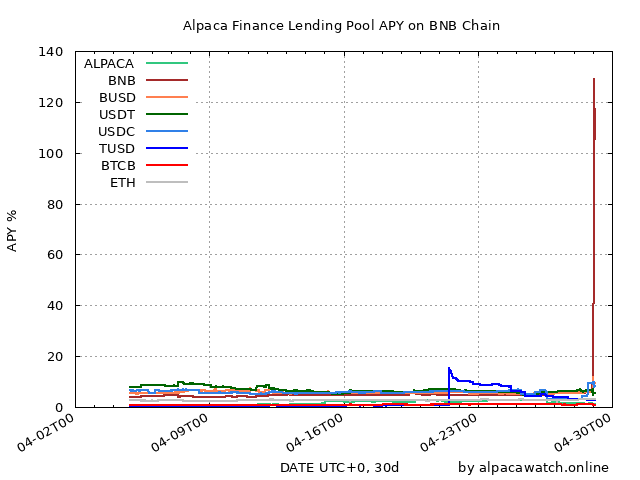 Alpaca Finance Lending Pool APY on BNB Chain
140
120
100
80
60
40
20
0
APY %
ALPACA
BNB
BUSD
USDT
USDC
TUSD
BTCB
ETH
04-02T00
04-09T00
04-16T00
04-23T00
04-30T00
DATE UTC+0, 30d
by alpacawatch.online